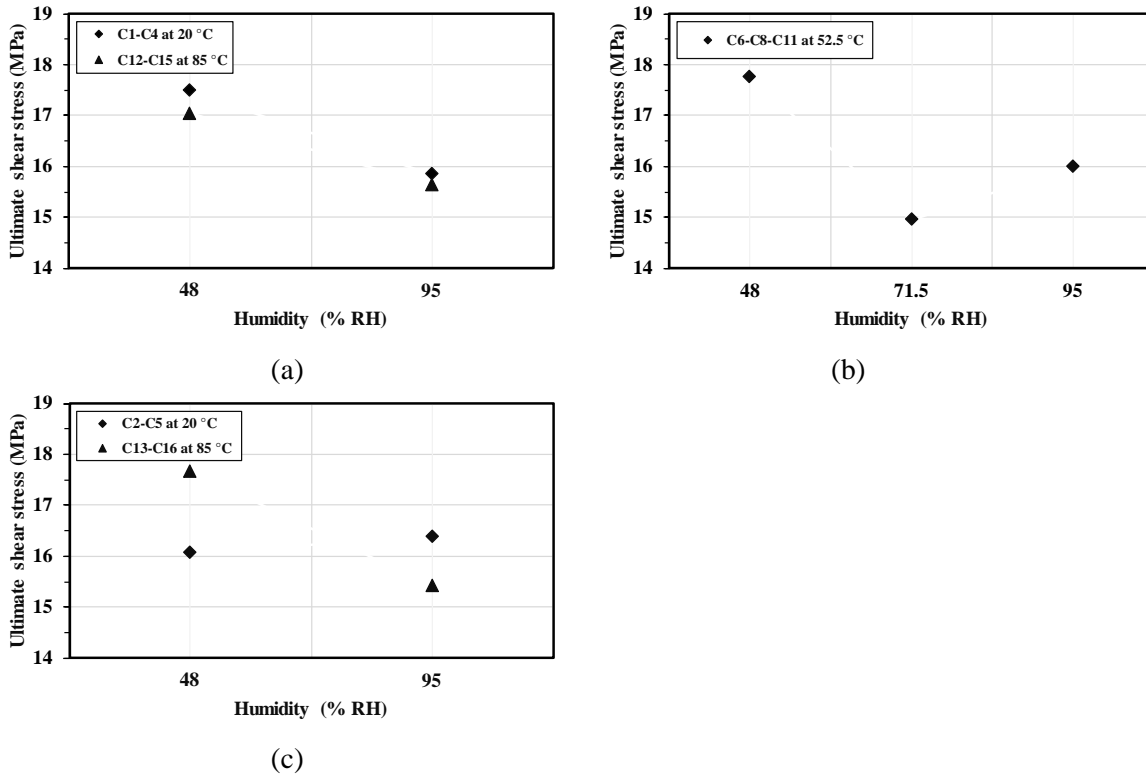 Ultimate shear stress (MPa)
19
18
17
16
15
14
C1-C4 at 20 °C
C12-C15 at 85 °C
48
95
Humidity (% RH)
(a)
Ultimate shear stress (MPa)
19
18
17
16
15
14
C6-C8-C11 at 52.5 °C
48
71.5
95
Humidity (% RH)
(b)
Ultimate shear stress (MPa)
19
18
17
16
15
14
C2-C5 at 20 °C
C13-C16 at 85 °C
48
95
Humidity (% RH)
(c)